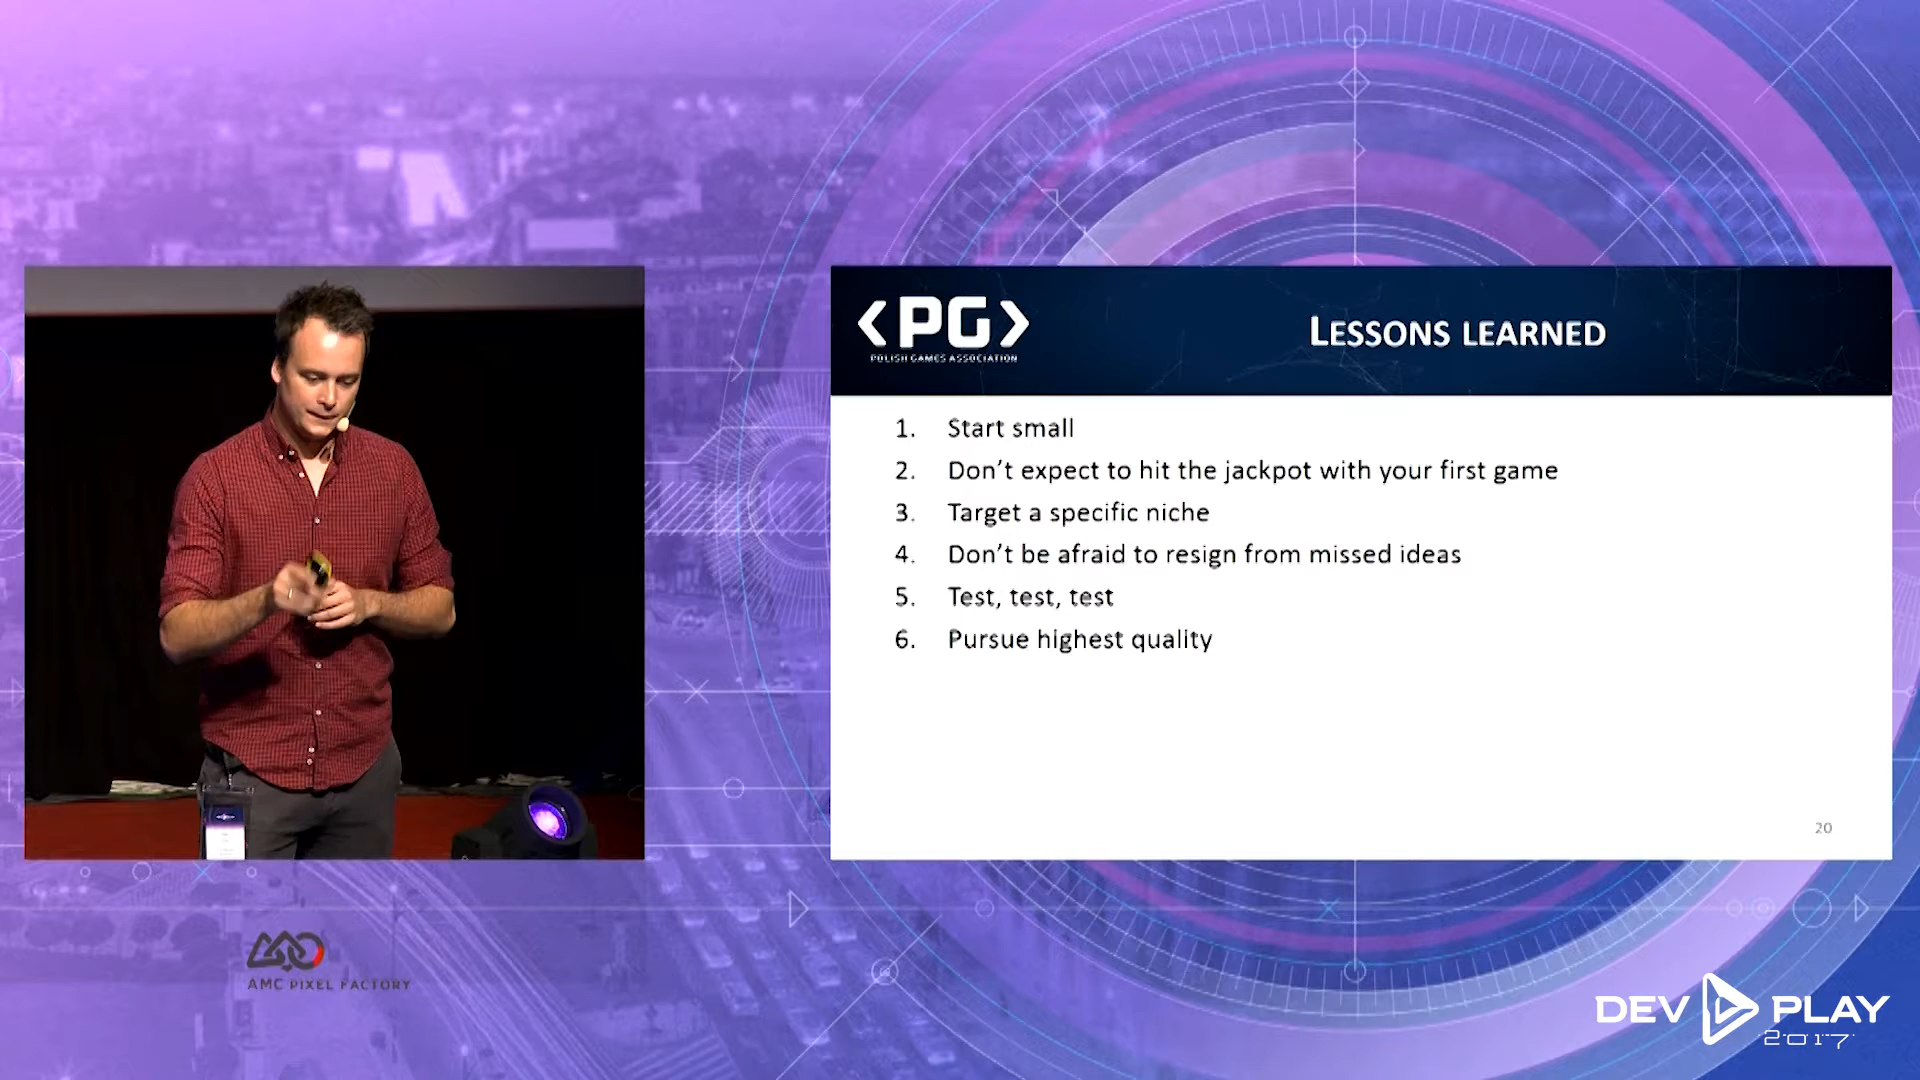 <PG>
POLISH GAMES ASSOCIATION
LESSONS LEARNED
1. Start small
2. Don't expect to hit the jackpot with your first game
3. Target a specific niche
4. Don't be afraid to resign from missed ideas
5. Test, test, test
6. Pursue highest quality
20
AMC PIXEL FACTORY
DEV PLAY
2017